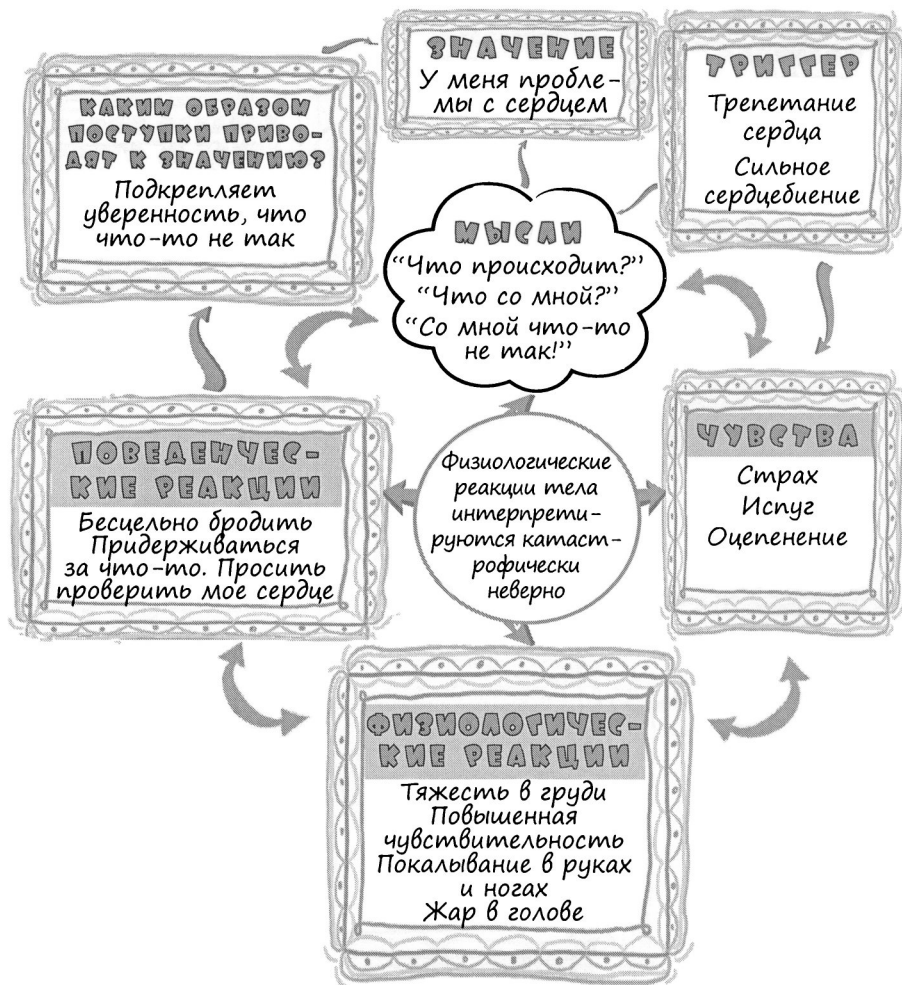 ЗНАЧЕНИЕ
У меня пробле-
мы с сердцем
ТРИГГЕР
Трепетание
сердца
Сильное
сердцебиение
КАКИМ ОБРАЗОМ
ПОСТУПКИ ПРИВО-
ДЯТ К ЗНАЧЕНИЮ?
Подкрепляет
уверенность, что
что-то не так
МЫСЛИ
“Что происходит?”
“Что со мной?”
“Со мной что-то
не так!”
ПОВЕДЕНЧЕС-
КИЕ РЕАКЦИИ
Бесцельно бродить
Придерживаться
за что-то. Просить
проверить мое сердце
Физиологические
реакции тела
интерпрети-
руются катаст-
рофически
неверно
ЧУВСТВА
Страх
Испуг
Оцепенение
ФИЗИОЛОГИЧЕС-
КИЕ РЕАКЦИИ
Тяжесть в груди
Повышенная
чувствительность
Покалывание в руках
и ногах
Жар в голове